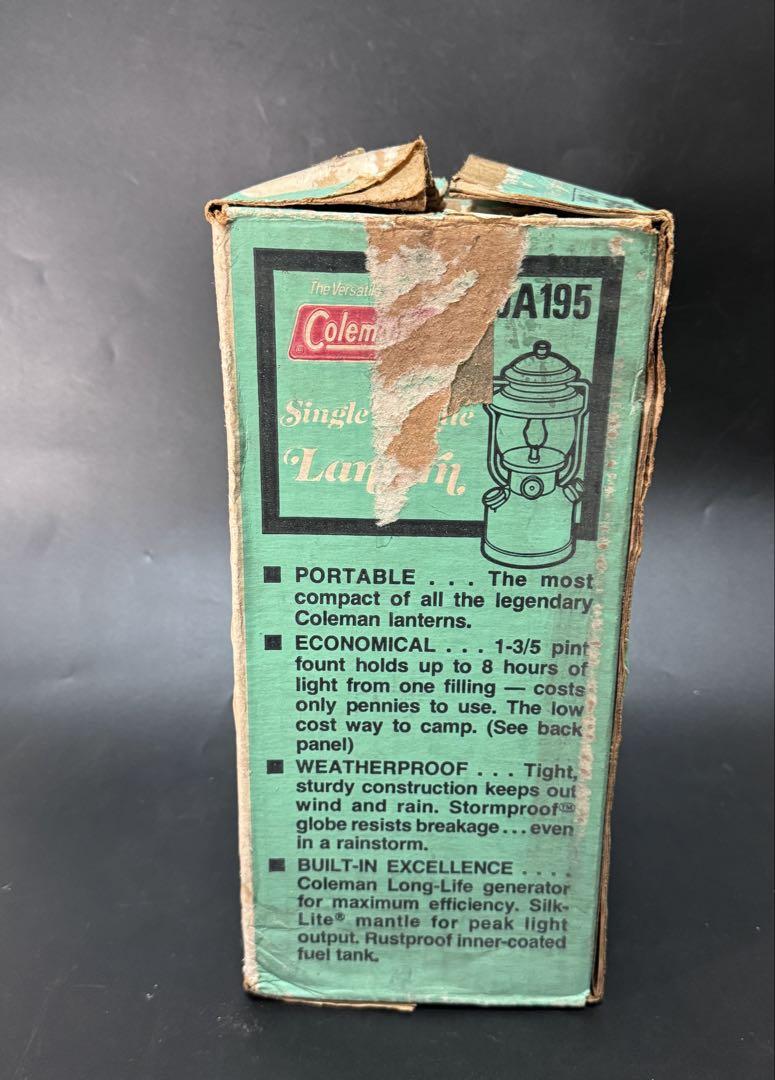 The Versatile
Colem
JA195
Single
Lantern
■ PORTABLE . . . The most
compact of all the legendary
Coleman lanterns.
■ ECONOMICAL . . . 1-3/5 pint
fount holds up to 8 hours of
light from one filling — costs
only pennies to use. The low
cost way to camp. (See back
panel)
■ WEATHERPROOF . . . Tight,
sturdy construction keeps out
wind and rain. Stormproof™
globe resists breakage...even
in a rainstorm.
■ BUILT-IN EXCELLENCE . . . .
Coleman Long-Life generator
for maximum efficiency. Silk-
Lite® mantle for peak light
output. Rustproof inner-coated
fuel tank.